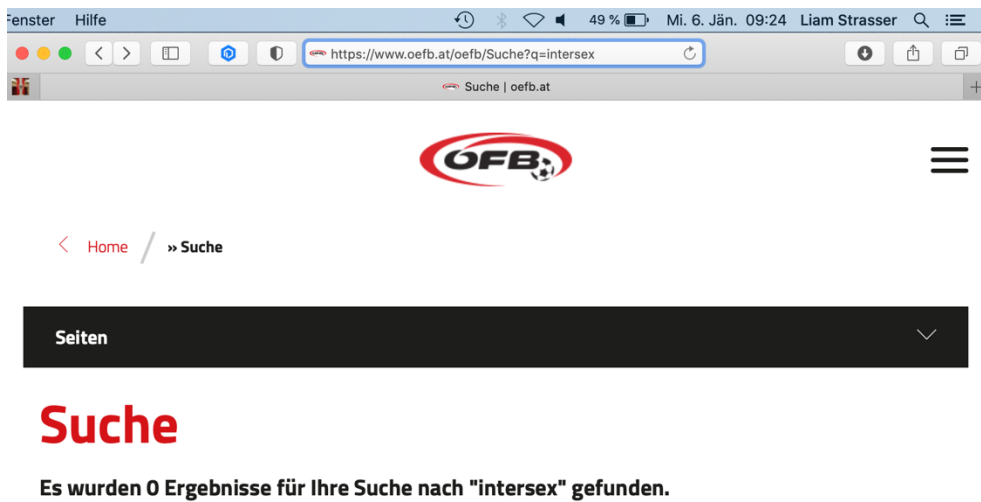 Fenster Hilfe 49 % Mi. 6. Jän. 09:24 Liam Strasser
https://www.oefb.at/oefb/Suche?q=intersex
Suche | oefb.at
ÖFB
Home / » Suche
Seiten
Suche
Es wurden 0 Ergebnisse für Ihre Suche nach "intersex" gefunden.